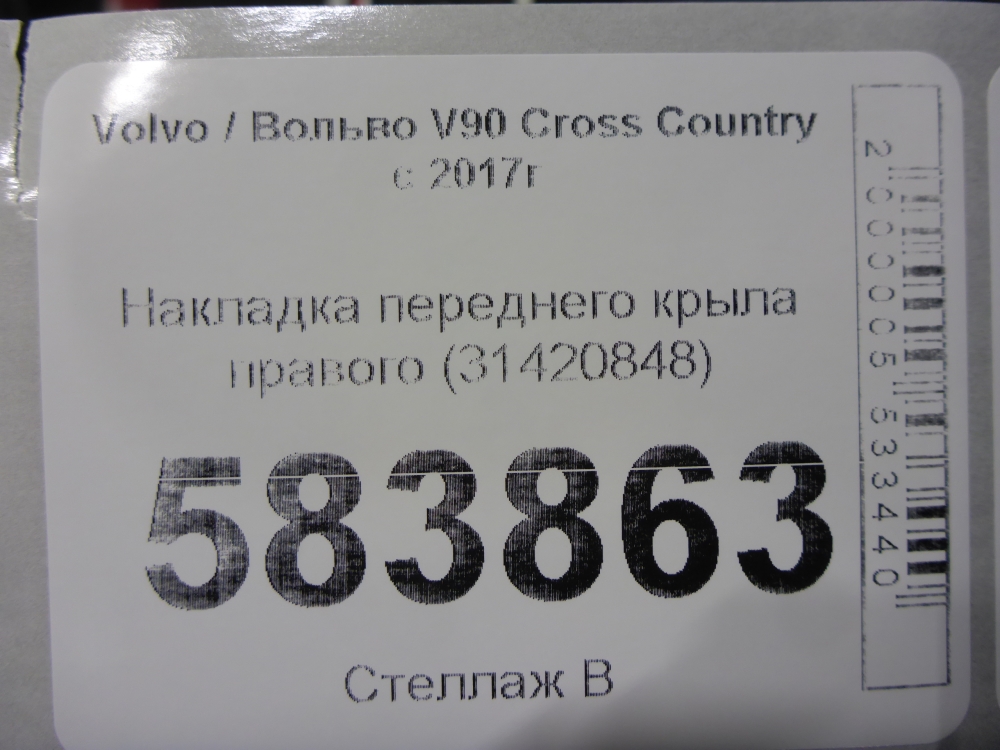 Volvo / Вольво V90 Cross Country
с 2017г
Накладка переднего крыла
правого (31420848)
583863
Стеллаж В
2000005533440